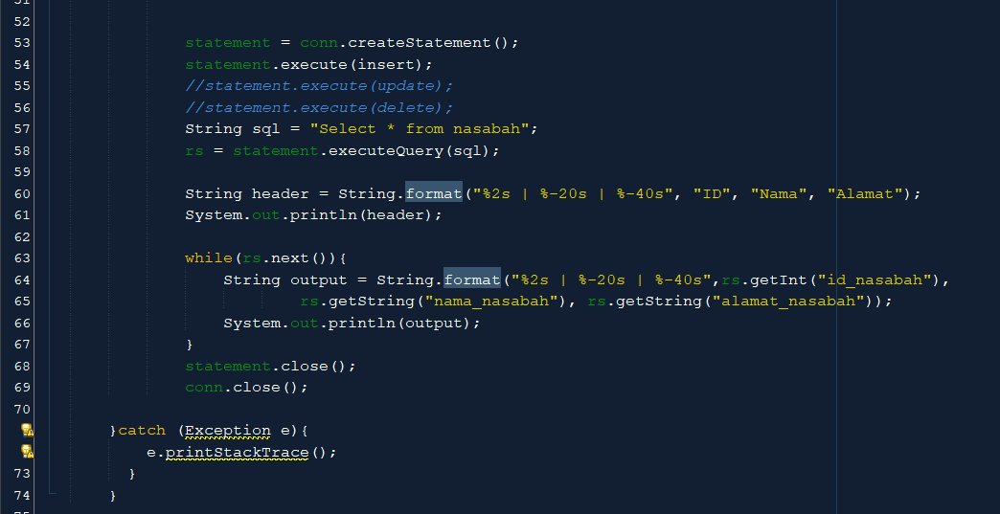 52
53 statement = conn.createStatement();
54 statement.execute(insert);
55 //statement.execute(update);
56 //statement.execute(delete);
57 String sql = "Select * from nasabah";
58 rs = statement.executeQuery(sql);
59
60 String header = String.format("%2s | %-20s | %-40s", "ID", "Nama", "Alamat");
61 System.out.println(header);
62
63 while(rs.next()){
64 String output = String.format("%2s | %-20s | %-40s",rs.getInt("id_nasabah"),
65 rs.getString("nama_nasabah"), rs.getString("alamat_nasabah"));
66 System.out.println(output);
67 }
68 statement.close();
69 conn.close();
70
}catch (Exception e){
e.printStackTrace();
73 }
74 }